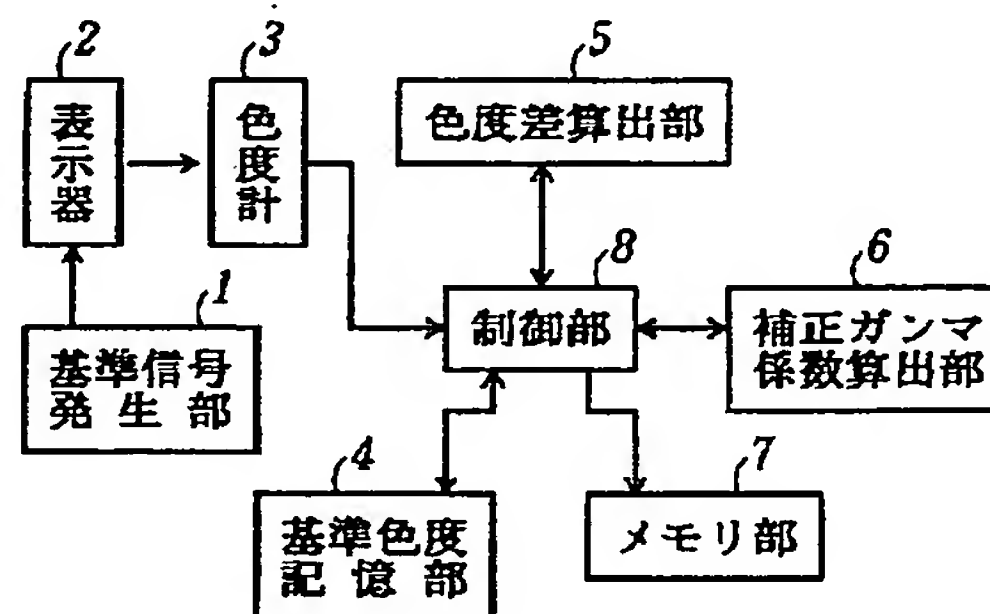 2
3
5
表示器
色度計
色度差算出部
1
8
6
基準信号
発生部
制御部
補正ガンマ
係数算出部
4
7
基準色度
記憶部
メモリ部